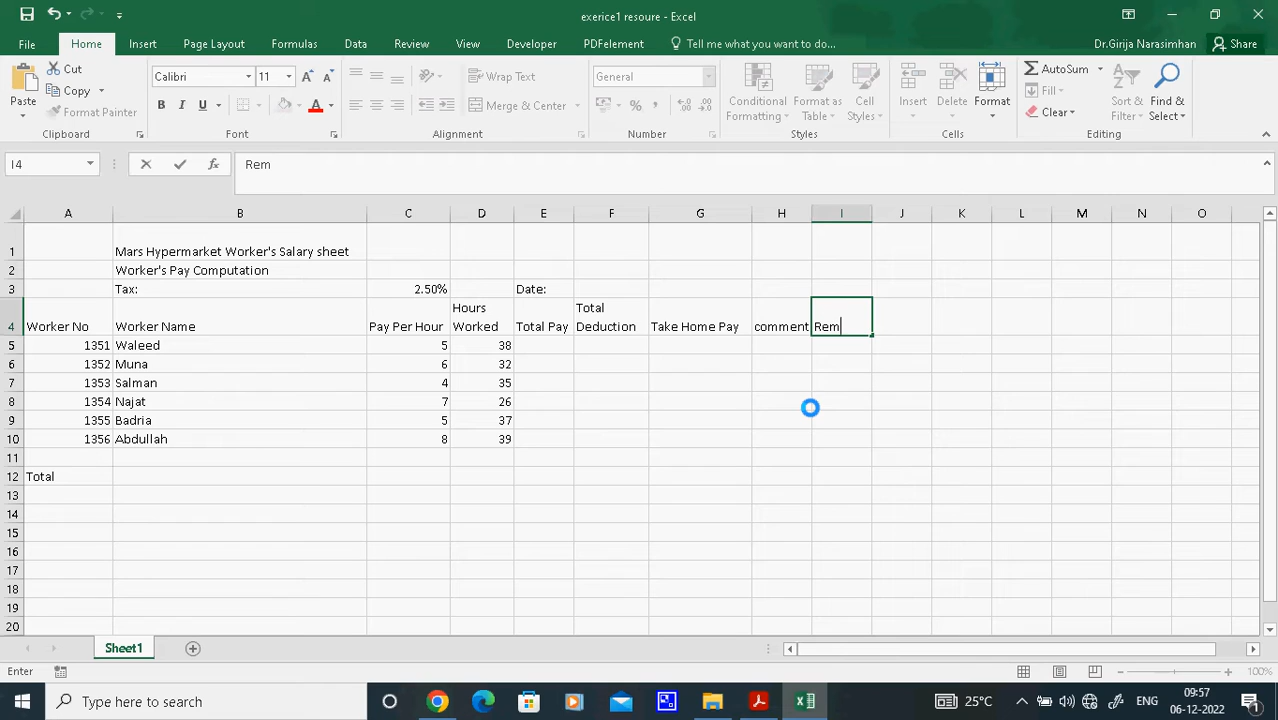 exerice1 resoure - Excel
File Home Insert Page Layout Formulas Data Review View Developer PDFelement Tell me what you want to do... Dr.Girija Narasimhan Share
Paste Cut Copy Format Painter Clipboard
Calibri 11 A A B I U A Font
Wrap Text Merge & Center Alignment
General % , Number
Conditional Formatting Format as Table Cell Styles Styles
Insert Delete Format Cells
AutoSum Fill Clear Sort & Filter Find & Select Editing
I4 fx Rem
A B C D E F G H I J K L M N O
1 Mars Hypermarket Worker's Salary sheet
2 Worker's Pay Computation
3 Tax: 2.50% Date:
4 Worker No Worker Name Pay Per Hour Hours Worked Total Pay Total Deduction Take Home Pay comment Rem
5 1351 Waleed 5 38
6 1352 Muna 6 32
7 1353 Salman 4 35
8 1354 Najat 7 26
9 1355 Badria 5 37
10 1356 Abdullah 8 39
11
12 Total
13
14
15
16
17
18
19
20
Sheet1
Enter 100%
Type here to search 25°C ENG 09:57 06-12-2022 1